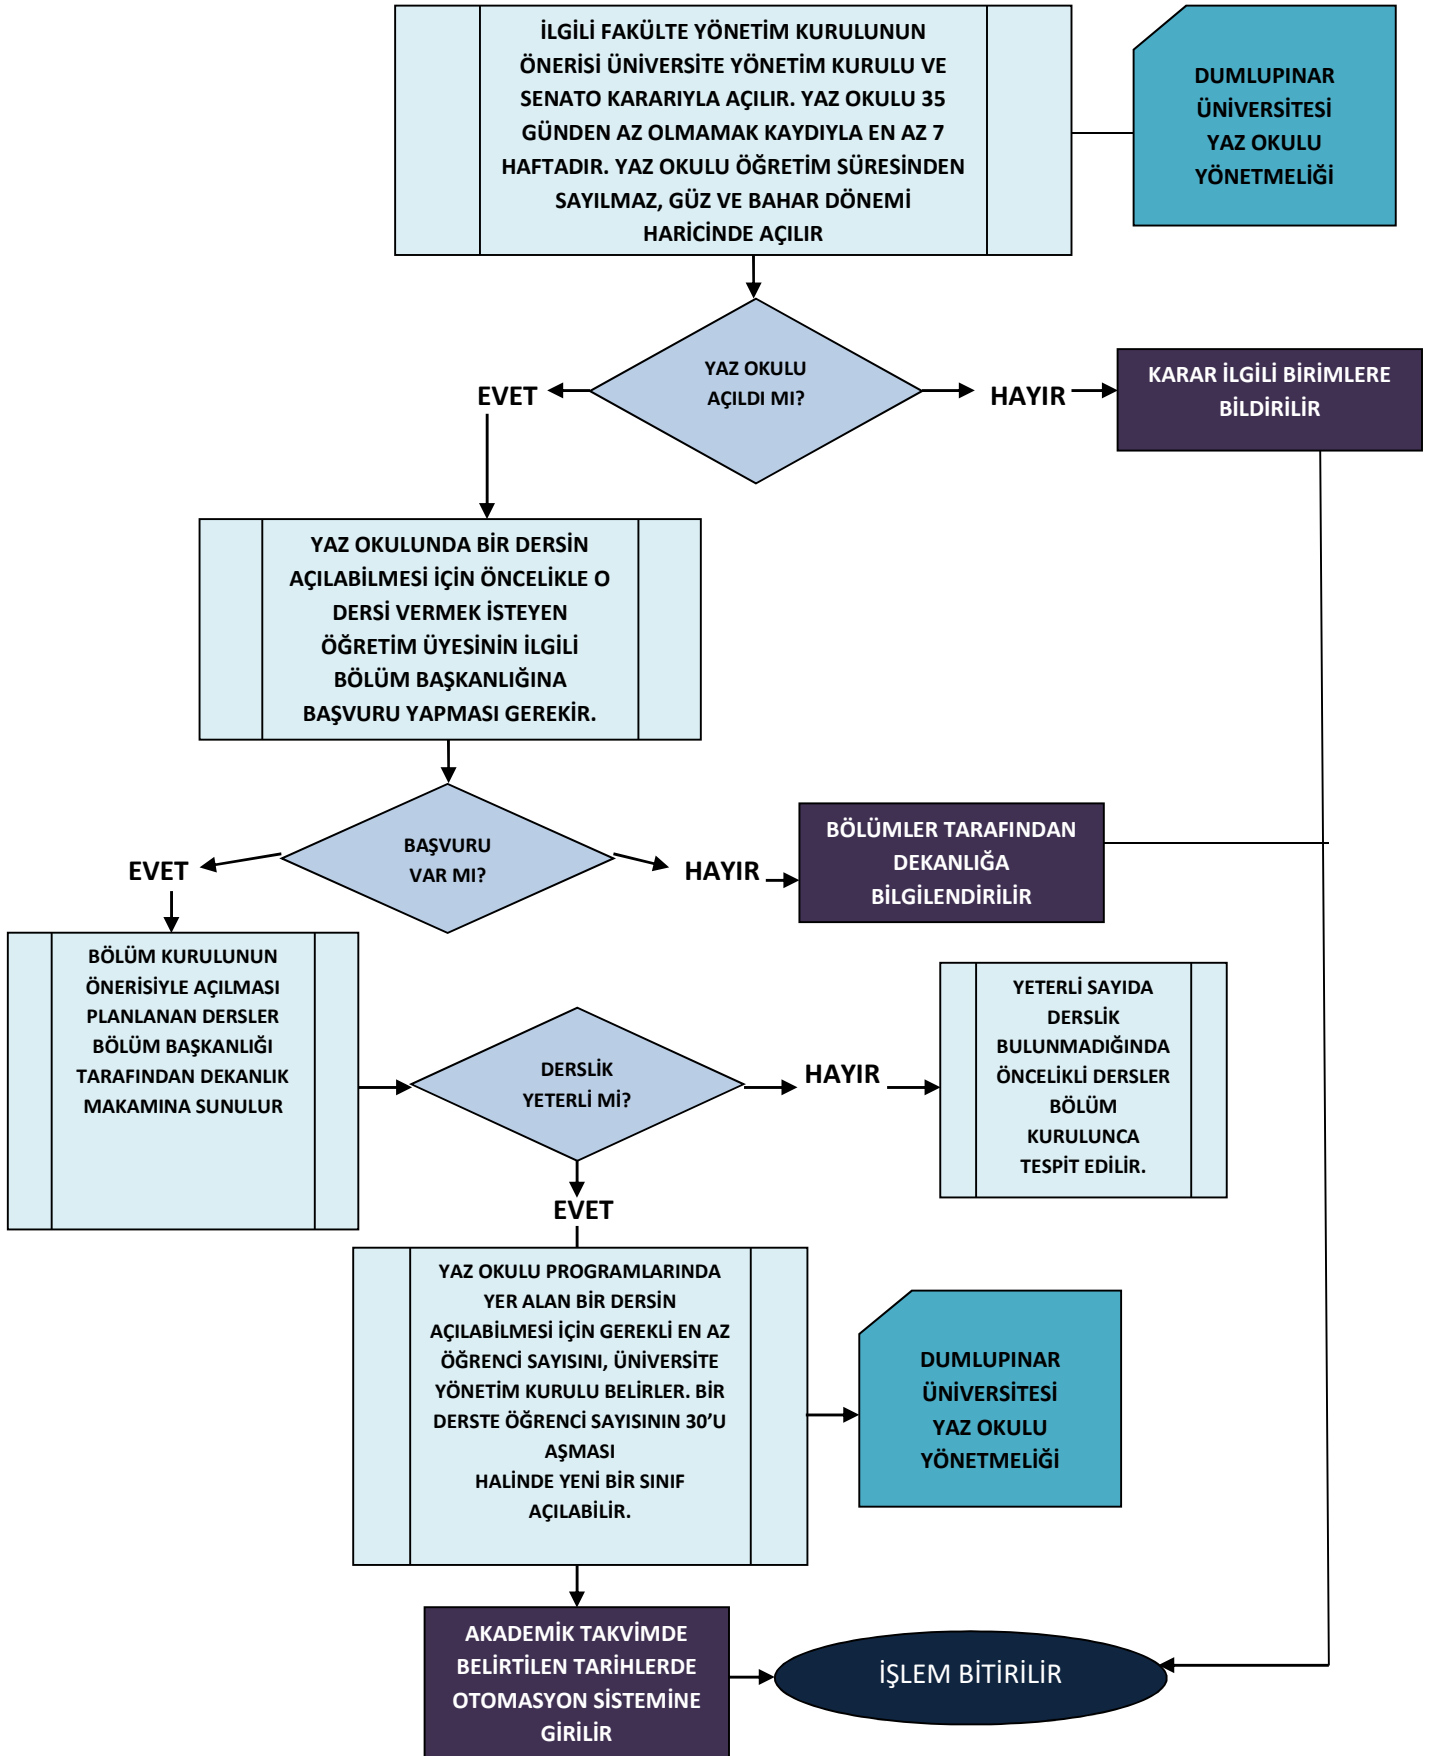 İLGİLİ FAKÜLTE YÖNETİM KURULUNUN
ÖNERİSİ ÜNİVERSİTE YÖNETİM KURULU VE
SENATO KARARIYLA AÇILIR. YAZ OKULU 35
GÜNDEN AZ OLMAMAK KAYDIYLA EN AZ 7
HAFTADIR. YAZ OKULU ÖĞRETİM SÜRESİNDEN
SAYILMAZ, GÜZ VE BAHAR DÖNEMİ
HARİCİNDE AÇILIR
DUMLUPINAR
ÜNİVERSİTESİ
YAZ OKULU
YÖNETMELİĞİ
YAZ OKULU
AÇILDI MI?
EVET
HAYIR
KARAR İLGİLİ BİRİMLERE
BİLDİRİLİR
YAZ OKULUNDA BİR DERSİN
AÇILABİLMESİ İÇİN ÖNCELİKLE O
DERSİ VERMEK İSTEYEN
ÖĞRETİM ÜYESİNİN İLGİLİ
BÖLÜM BAŞKANLIĞINA
BAŞVURU YAPMASI GEREKİR.
BAŞVURU
VAR MI?
EVET
HAYIR
BÖLÜMLER TARAFINDAN
DEKANLIĞA
BİLGİLENDİRİLİR
BÖLÜM KURULUNUN
ÖNERİSİYLE AÇILMASI
PLANLANAN DERSLER
BÖLÜM BAŞKANLIĞI
TARAFINDAN DEKANLIK
MAKAMINA SUNULUR
DERSLİK
YETERLİ Mİ?
HAYIR
YETERLİ SAYIDA
DERSLİK
BULUNMADIĞINDA
ÖNCELİKLİ DERSLER
BÖLÜM
KURULUNCA
TESPİT EDİLİR.
EVET
YAZ OKULU PROGRAMLARINDA
YER ALAN BİR DERSİN
AÇILABİLMESİ İÇİN GEREKLİ EN AZ
ÖĞRENCİ SAYISINI, ÜNİVERSİTE
YÖNETİM KURULU BELİRLER. BİR
DERSTE ÖĞRENCİ SAYISININ 30’U
AŞMASI
HALİNDE YENİ BİR SINIF
AÇILABİLİR.
DUMLUPINAR
ÜNİVERSİTESİ
YAZ OKULU
YÖNETMELİĞİ
AKADEMİK TAKVİMDE
BELİRTİLEN TARİHLERDE
OTOMASYON SİSTEMİNE
GİRİLİR
İŞLEM BİTİRİLİR